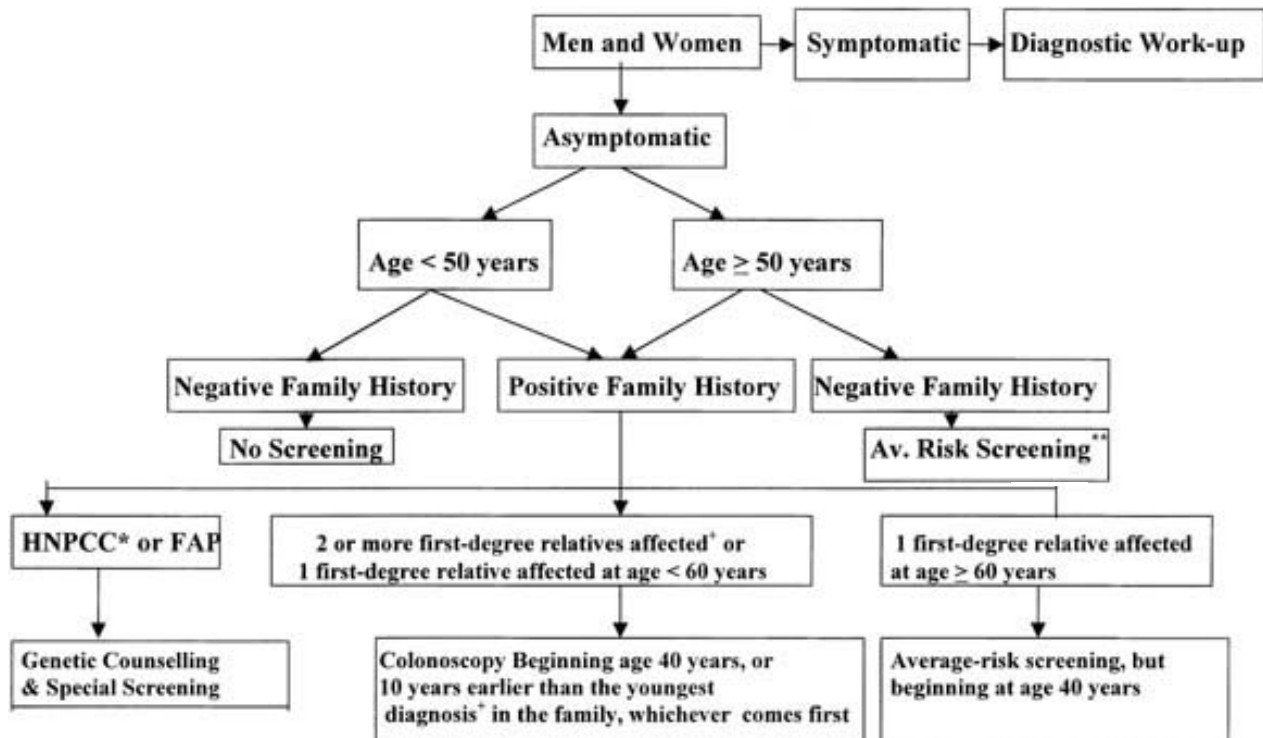 Men and Women
Symptomatic
Diagnostic Work-up
Asymptomatic
Age < 50 years
Age ≥ 50 years
Negative Family History
Positive Family History
Negative Family History
No Screening
Av. Risk Screening**
HNPCC* or FAP
2 or more first-degree relatives affected+ or
1 first-degree relative affected at age < 60 years
1 first-degree relative affected
at age ≥ 60 years
Genetic Counselling
& Special Screening
Colonoscopy Beginning age 40 years, or
10 years earlier than the youngest
diagnosis+ in the family, whichever comes first
Average-risk screening, but
beginning at age 40 years